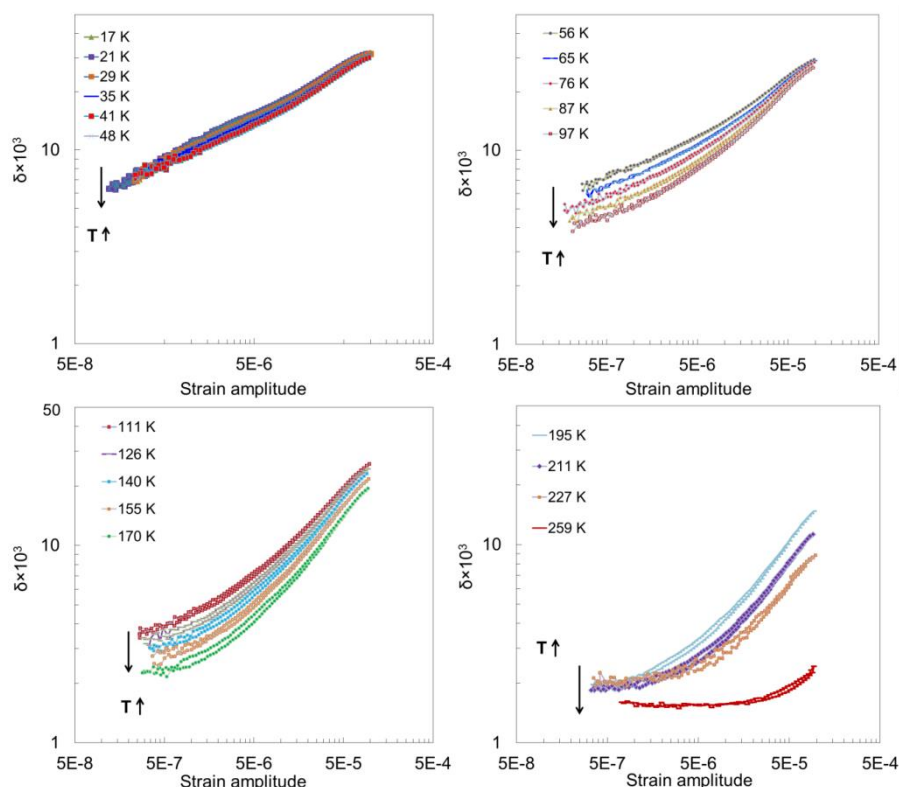 17 K
21 K
29 K
35 K
41 K
48 K
10
1
δ×10³
T↑
5E-8
5E-7
5E-6
5E-5
5E-4
Strain amplitude
56 K
65 K
76 K
87 K
97 K
10
1
δ×10³
T↑
5E-8
5E-7
5E-6
5E-5
5E-4
Strain amplitude
50
111 K
126 K
140 K
155 K
170 K
10
1
δ×10³
T↑
5E-8
5E-7
5E-6
5E-5
5E-4
Strain amplitude
195 K
211 K
227 K
259 K
10
1
δ×10³
T↑
5E-8
5E-7
5E-6
5E-5
5E-4
Strain amplitude